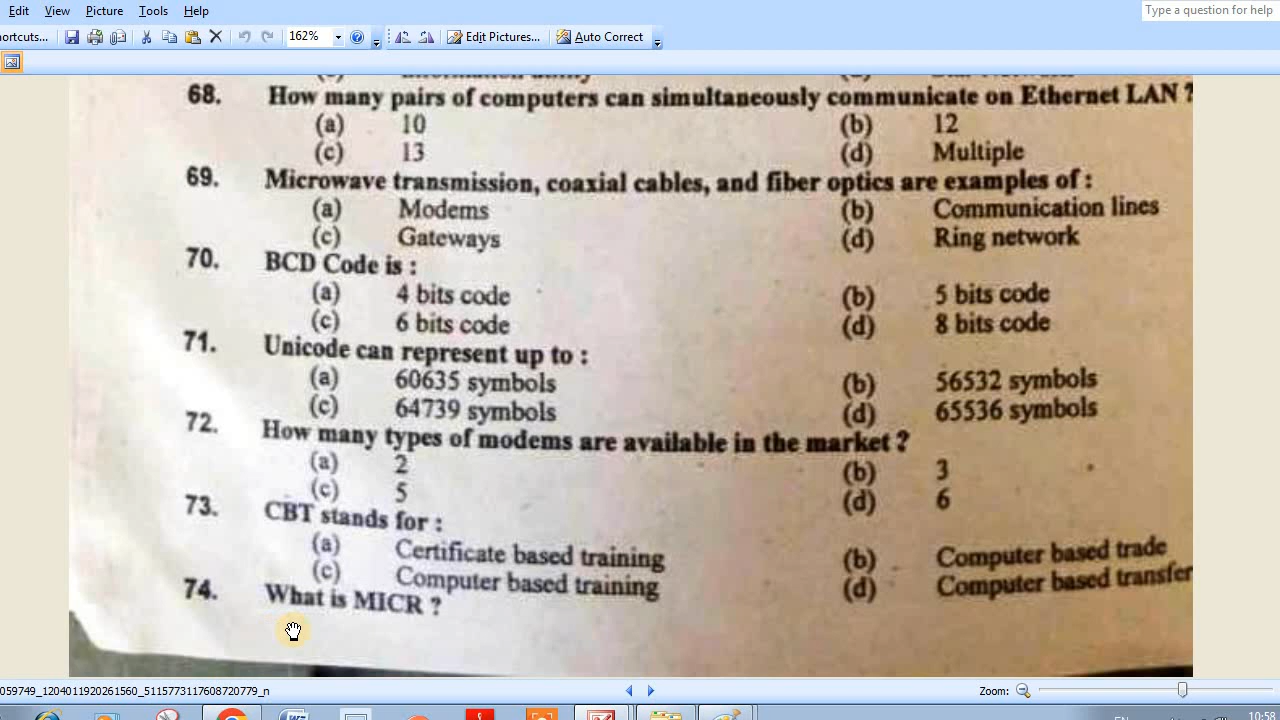 Edit View Picture Tools Help Type a question for help
ortcuts... 162% Edit Pictures... Auto Correct
68. How many pairs of computers can simultaneously communicate on Ethernet LAN ?
(a) 10 (b) 12
(c) 13 (d) Multiple
69. Microwave transmission, coaxial cables, and fiber optics are examples of :
(a) Modems (b) Communication lines
(c) Gateways (d) Ring network
70. BCD Code is :
(a) 4 bits code (b) 5 bits code
(c) 6 bits code (d) 8 bits code
71. Unicode can represent up to :
(a) 60635 symbols (b) 56532 symbols
(c) 64739 symbols (d) 65536 symbols
72. How many types of modems are available in the market ?
(a) 2 (b) 3
(c) 5 (d) 6
73. CBT stands for :
(a) Certificate based training (b) Computer based trade
(c) Computer based training (d) Computer based transfer
74. What is MICR ?
059749_1204011920261560_5115773117608720779_n Zoom:
EN 10:58